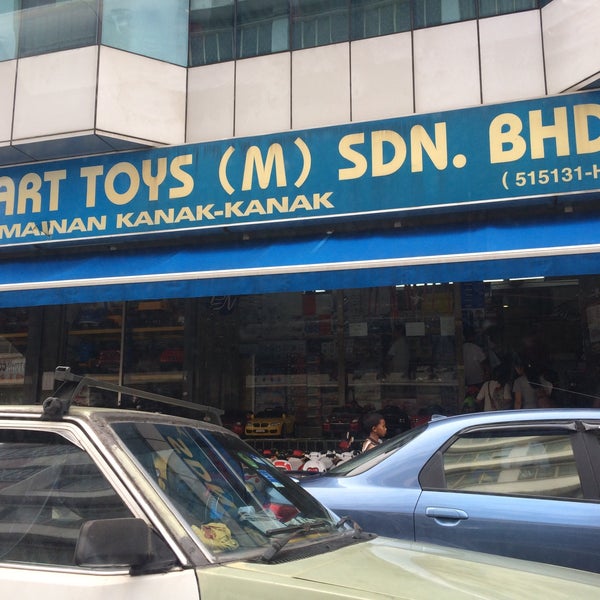 ART TOYS (M) SDN. BHD
MAINAN KANAK-KANAK
(515131-H